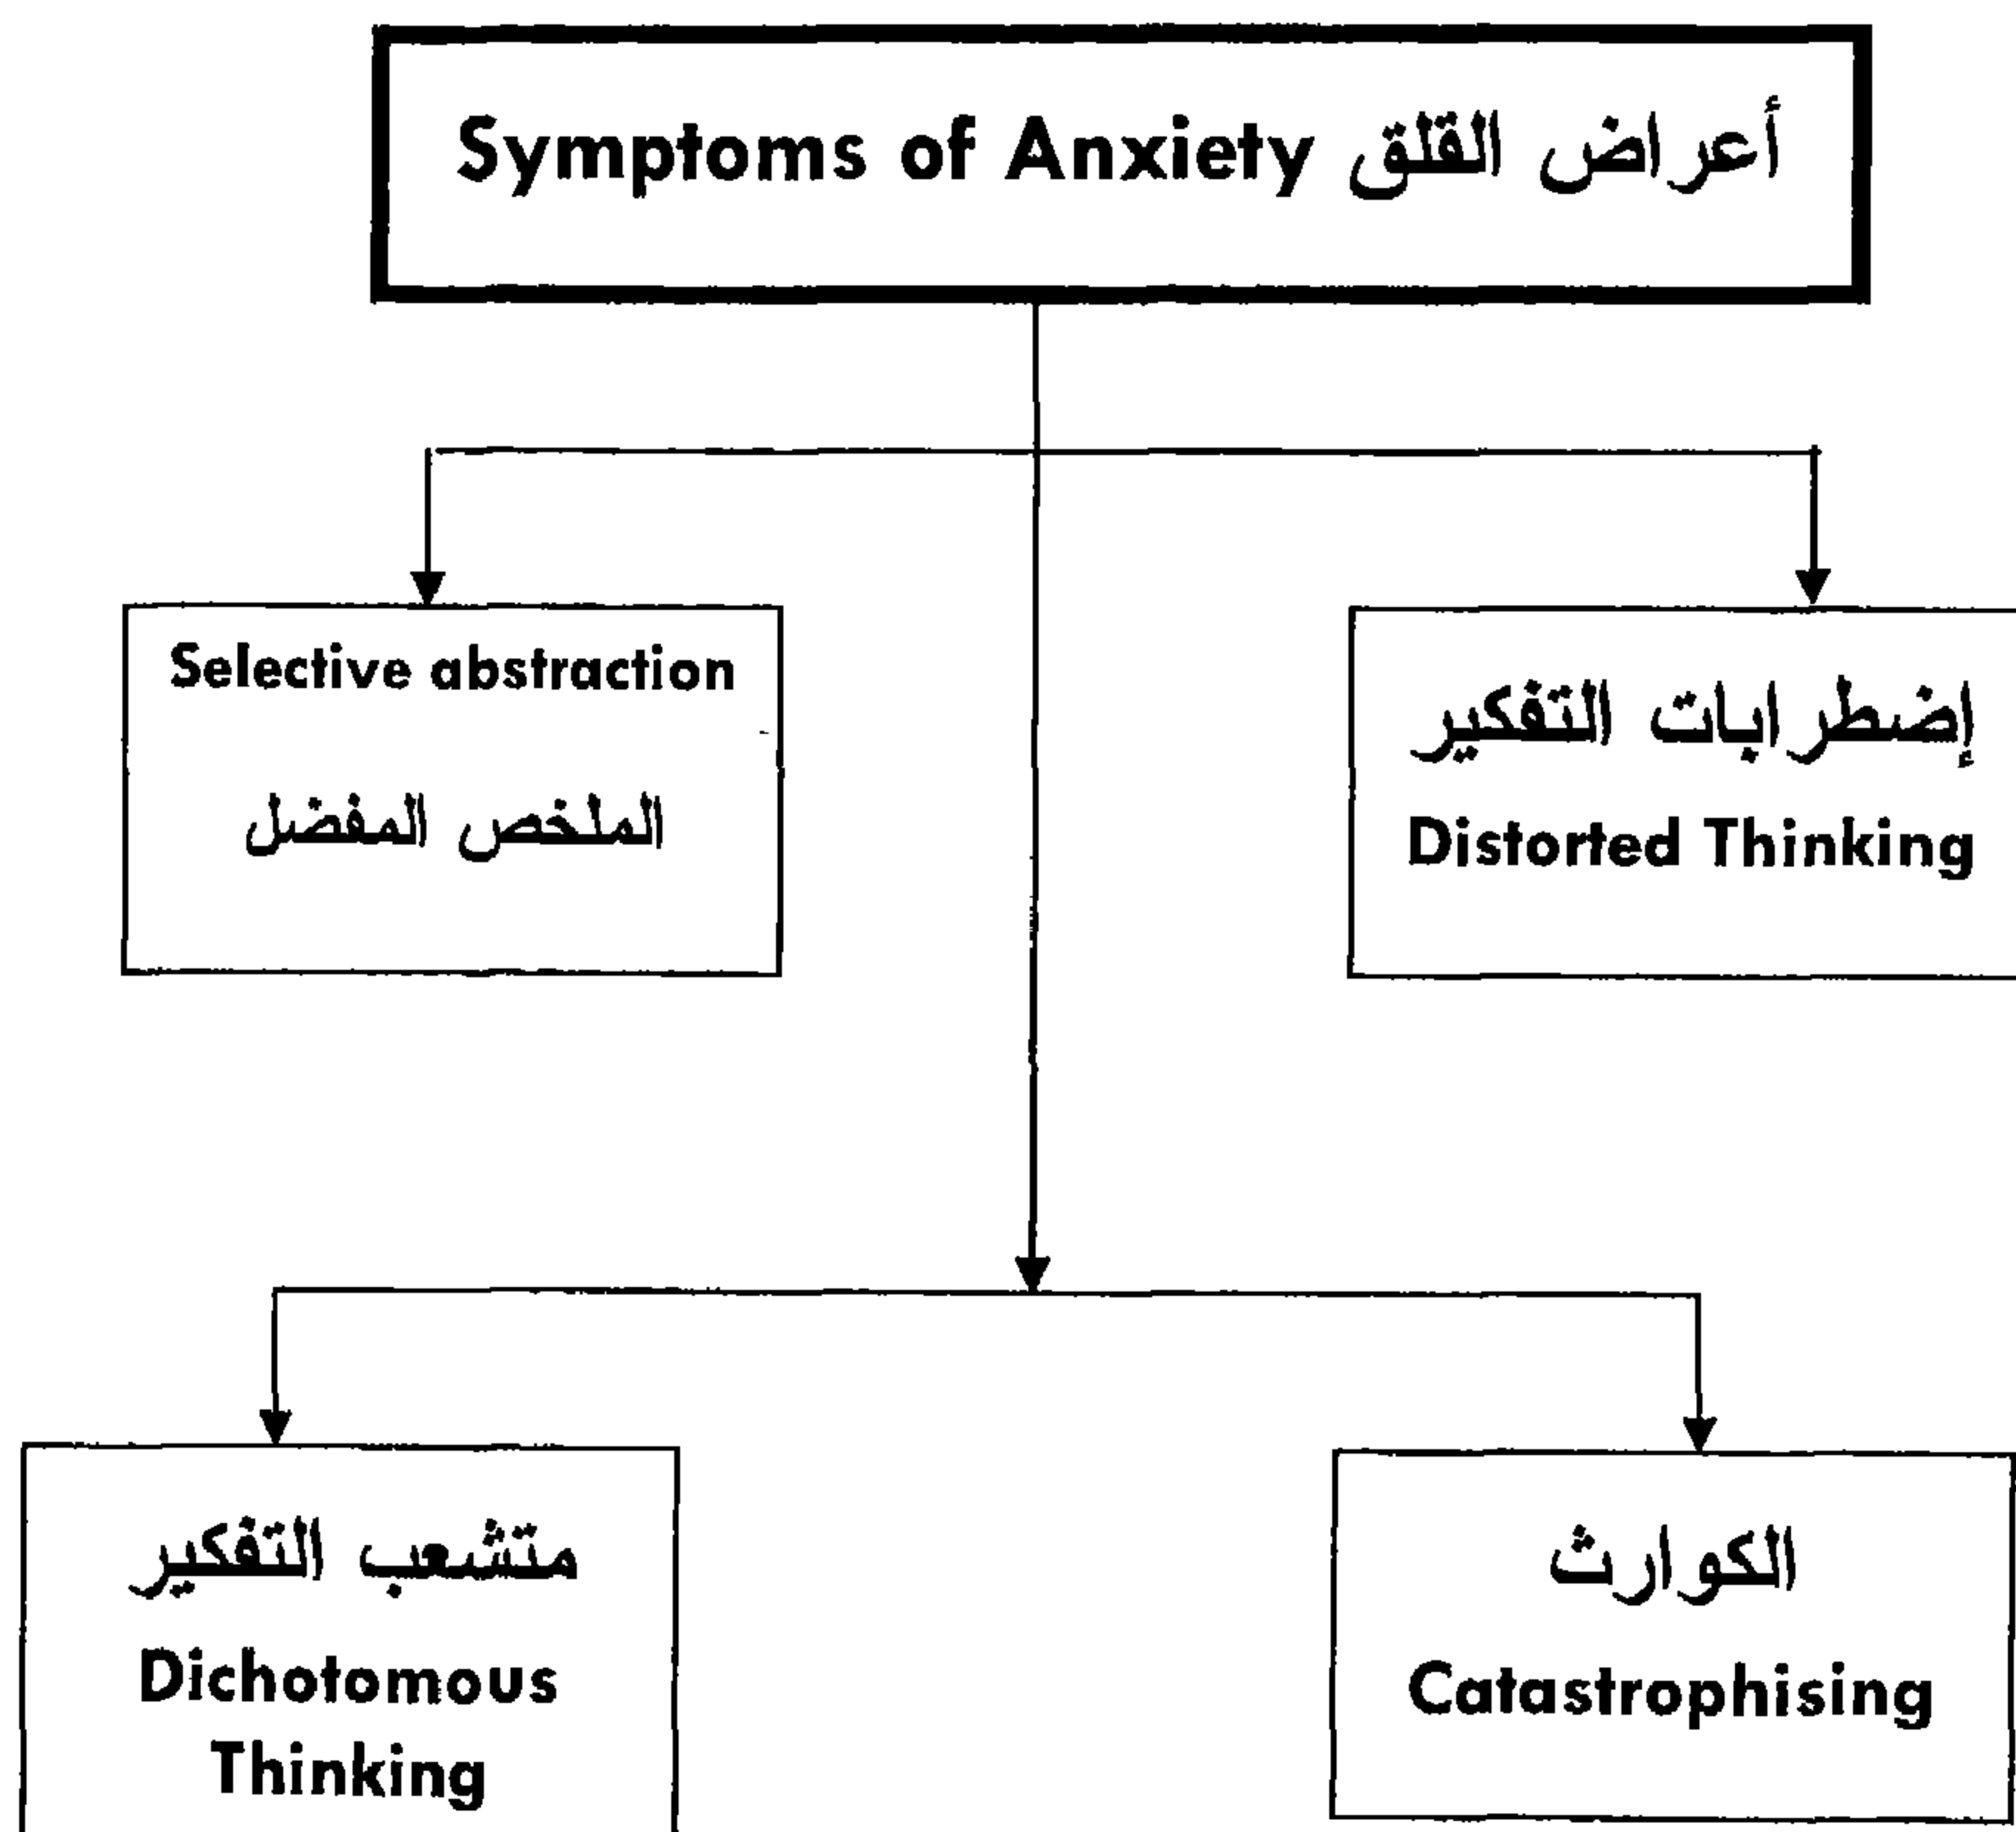 Symptoms of Anxiety أعراض القلق
Selective abstraction
الملخص المفضل
إضطرابات التفكير
Distorted Thinking
متشعب التفكير
Dichotomous
Thinking
الكوارث
Catastrophising